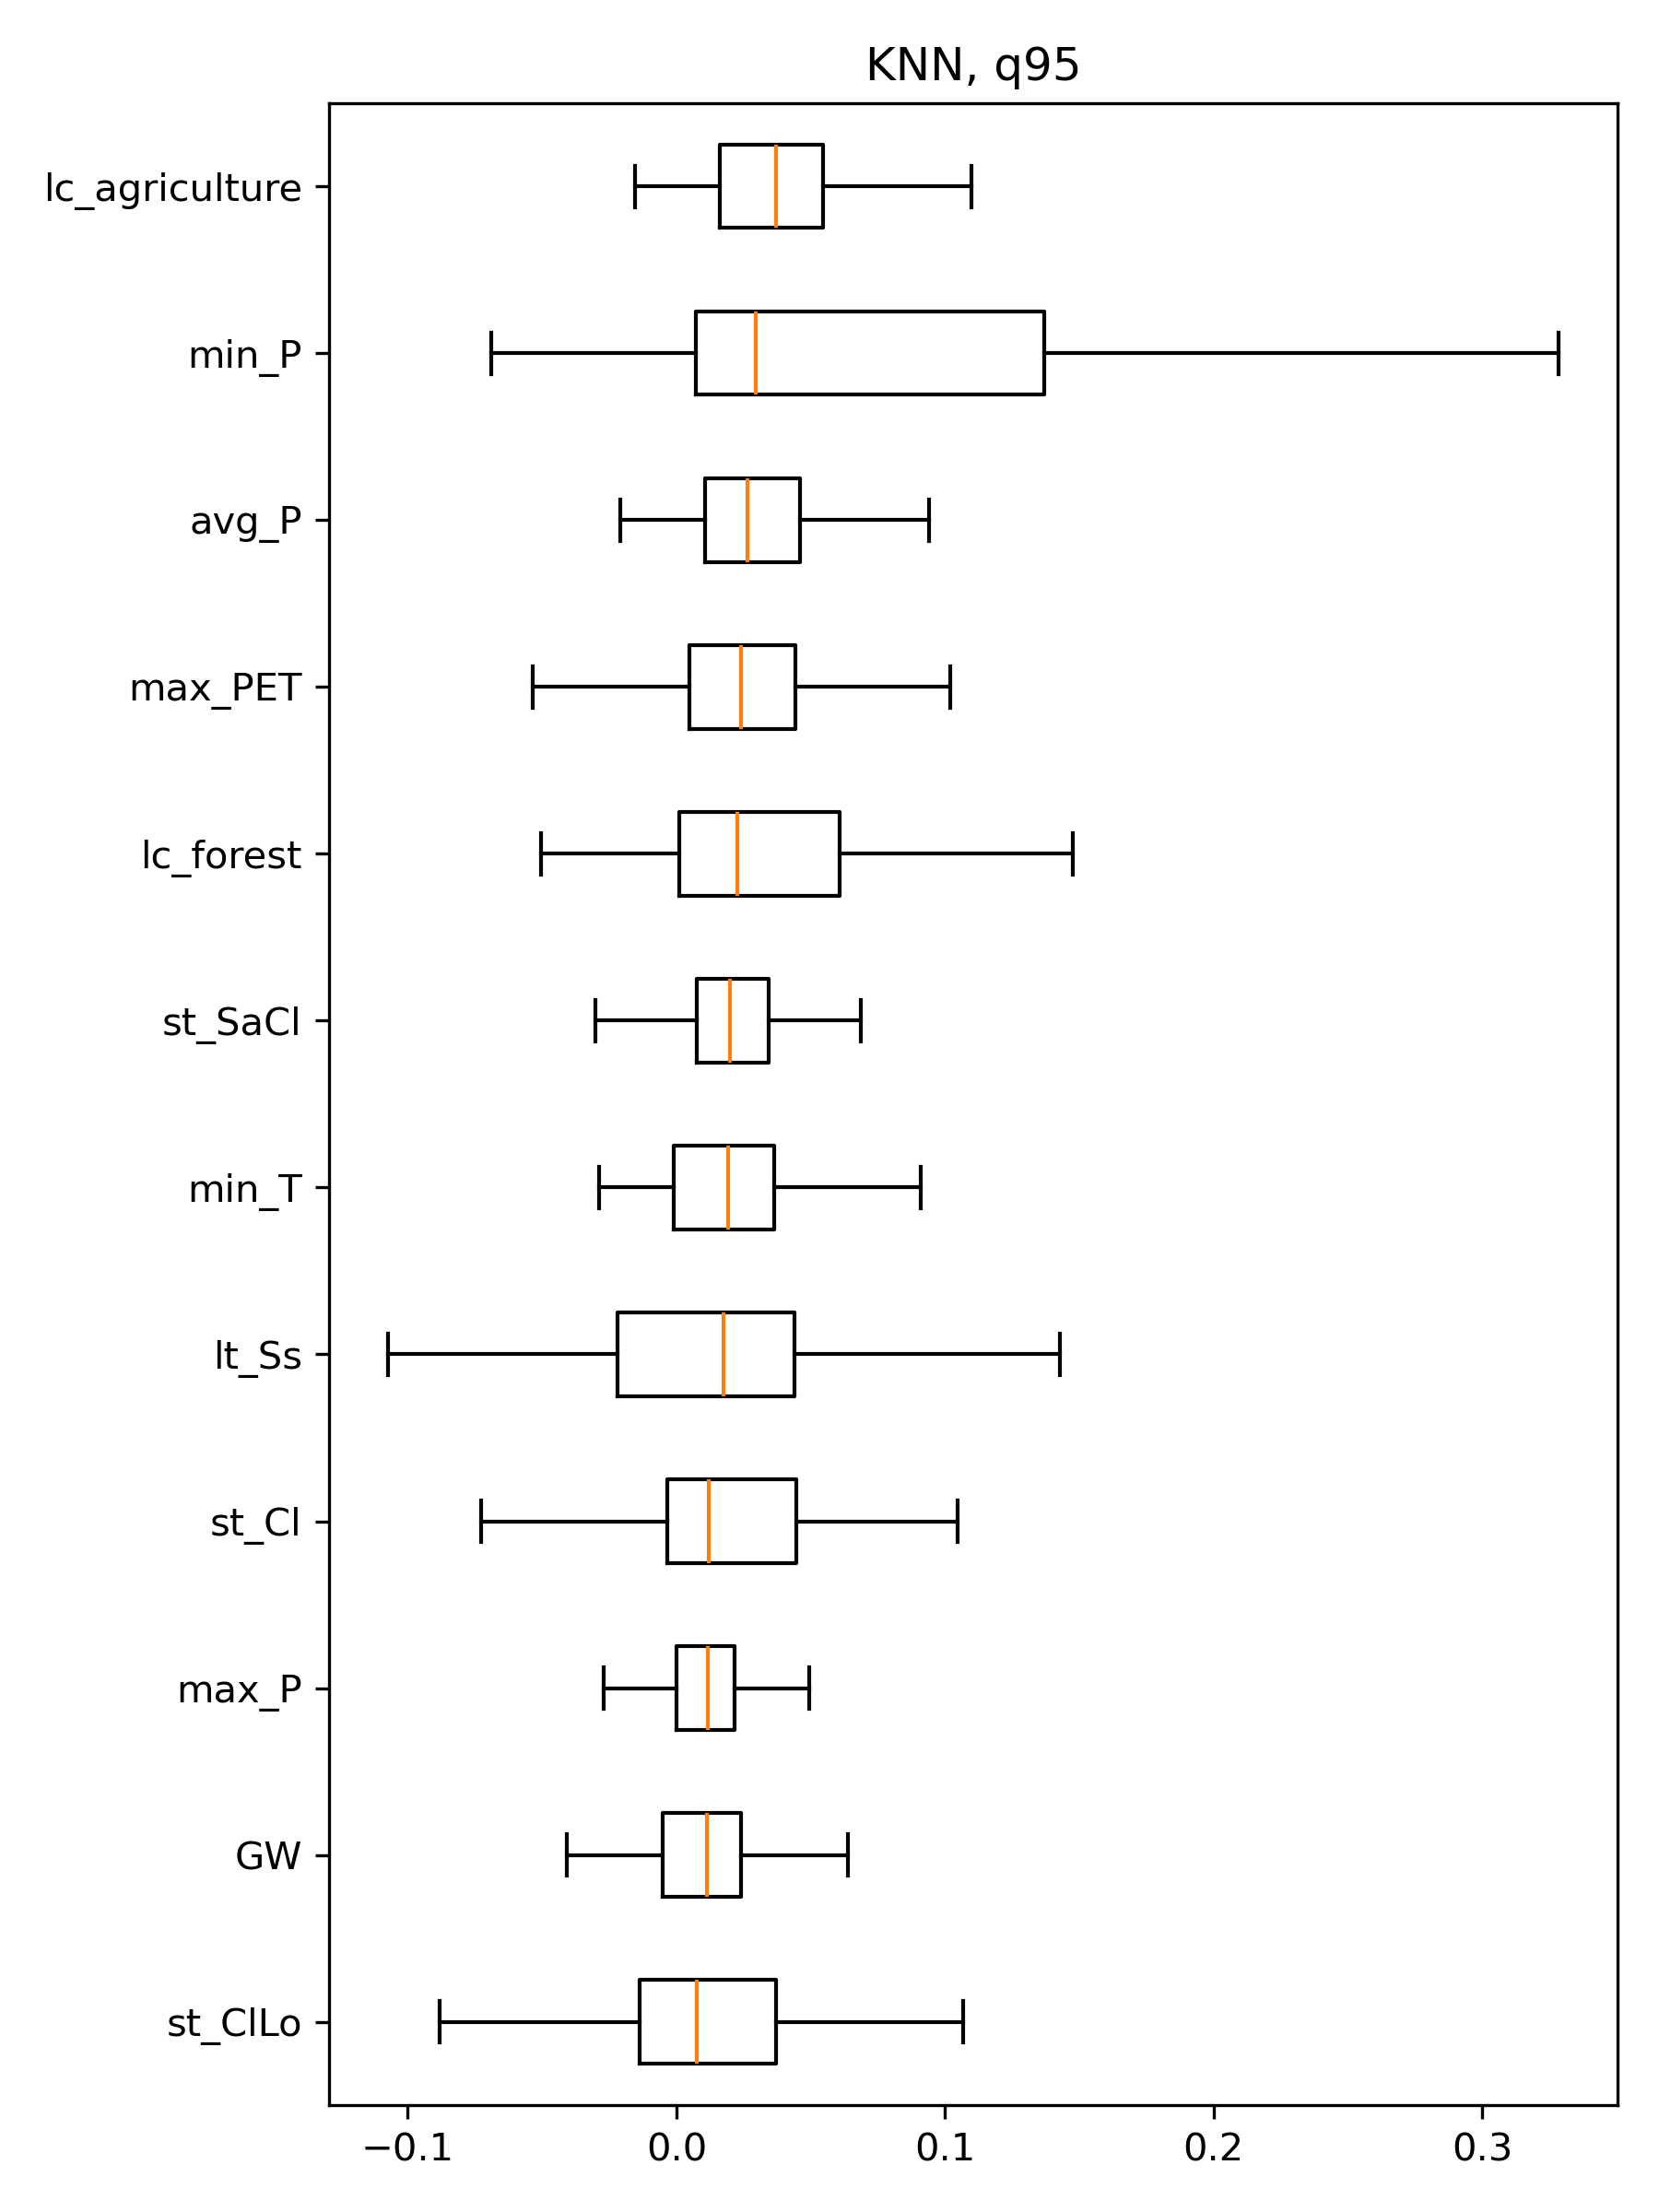 KNN, q95
lc_agriculture
min_P
avg_P
max_PET
lc_forest
st_SaCl
min_T
lt_Ss
st_Cl
max_P
GW
st_ClLo
−0.1 0.0 0.1 0.2 0.3